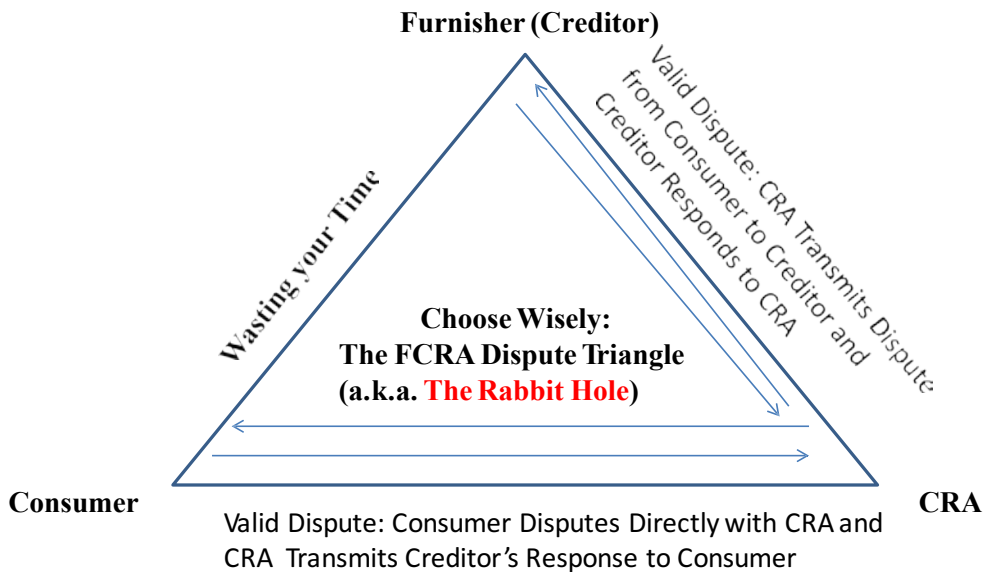 Furnisher (Creditor)
Valid Dispute: CRA Transmits Dispute
from Consumer to Creditor and
Creditor Responds to CRA
Wasting your Time
Choose Wisely:
The FCRA Dispute Triangle
(a.k.a. The Rabbit Hole)
Consumer
CRA
Valid Dispute: Consumer Disputes Directly with CRA and
CRA Transmits Creditor's Response to Consumer